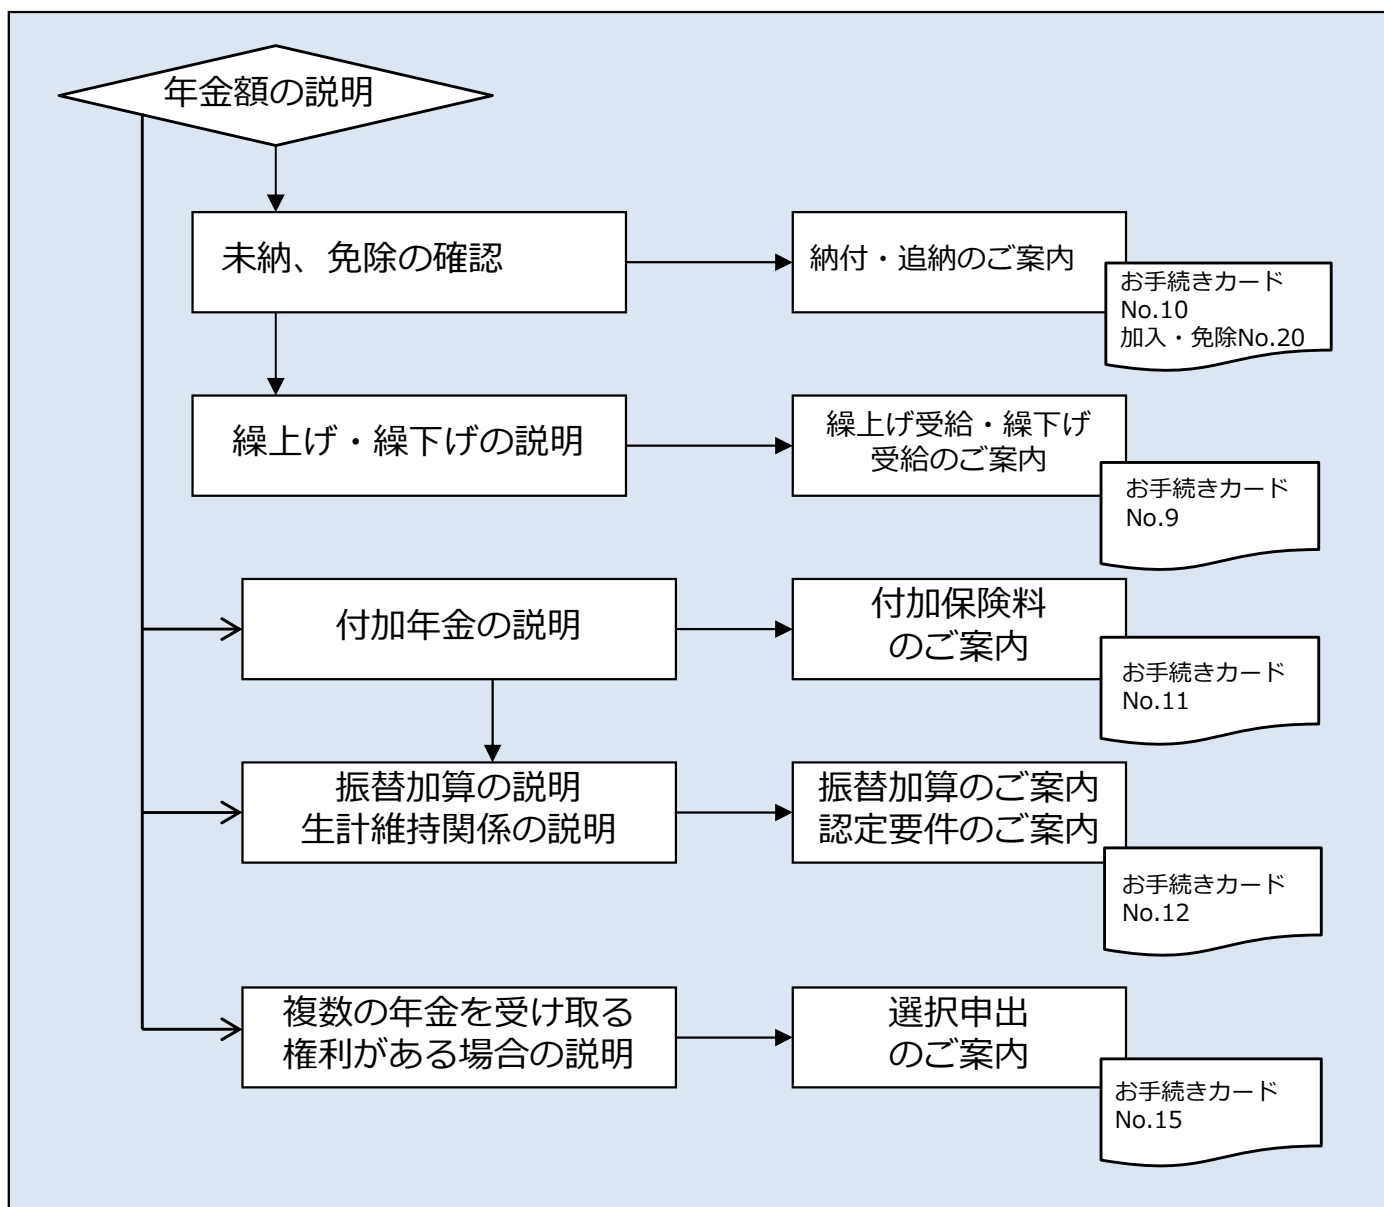 年金額の説明
未納、免除の確認
納付・追納のご案内
お手続きカード
No.10
加入・免除No.20
繰上げ・繰下げの説明
繰上げ受給・繰下げ
受給のご案内
お手続きカード
No.9
付加年金の説明
付加保険料
のご案内
お手続きカード
No.11
振替加算の説明
生計維持関係の説明
振替加算のご案内
認定要件のご案内
お手続きカード
No.12
複数の年金を受け取る
権利がある場合の説明
選択申出
のご案内
お手続きカード
No.15